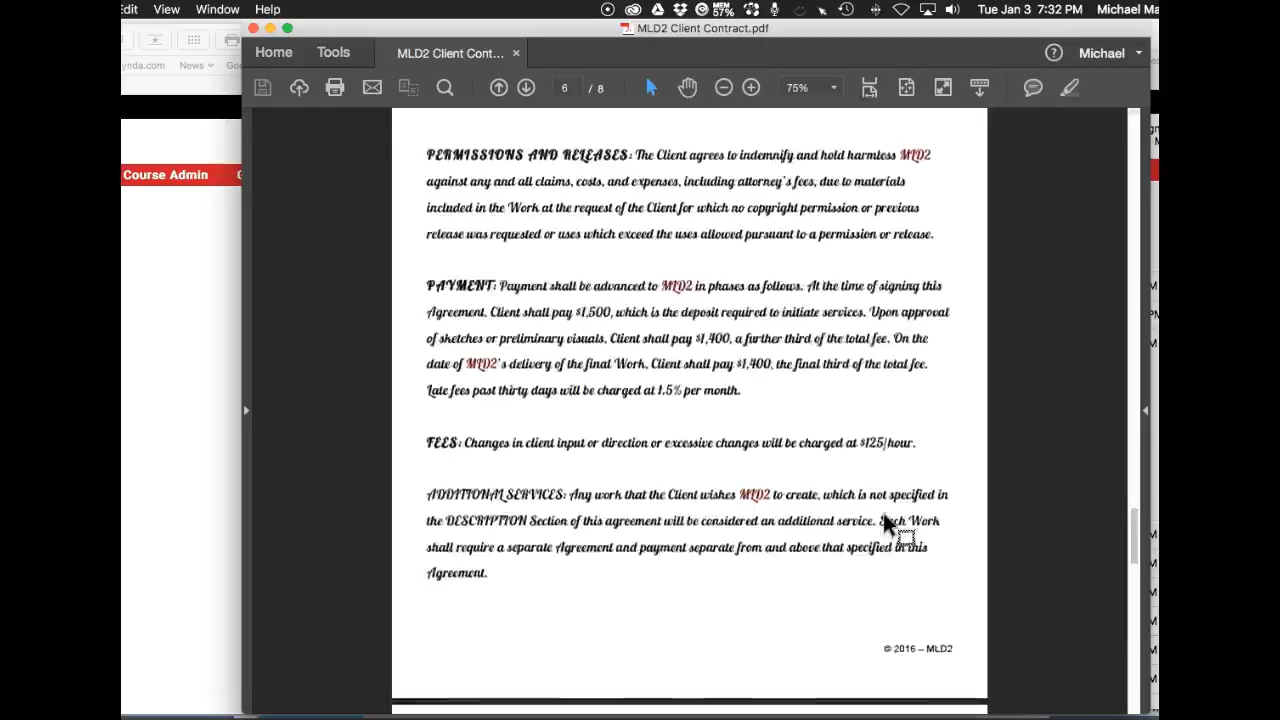 Edit View Window Help MEM 57% Tue Jan 3 7:32 PM Michael Ma
MLD2 Client Contract.pdf
Home Tools MLD2 Client Cont... × Michael
6 / 8 75%
News
Course Admin
PERMISSIONS AND RELEASES: The Client agrees to indemnify and hold harmless MLD2
against any and all claims, costs, and expenses, including attorney's fees, due to materials
included in the Work at the request of the Client for which no copyright permission or previous
release was requested or uses which exceed the uses allowed pursuant to a permission or release.
PAYMENT: Payment shall be advanced to MLD2 in phases as follows. At the time of signing this
Agreement, Client shall pay $1,500, which is the deposit required to initiate services. Upon approval
of sketches or preliminary visuals, Client shall pay $1,400, a further third of the total fee. On the
date of MLD2's delivery of the final Work, Client shall pay $1,400, the final third of the total fee.
Late fees past thirty days will be charged at 1.5% per month.
FEES: Changes in client input or direction or excessive changes will be charged at $125/hour.
ADDITIONAL SERVICES: Any work that the Client wishes MLD2 to create, which is not specified in
the DESCRIPTION Section of this agreement will be considered an additional service. Such Work
shall require a separate Agreement and payment separate from and above that specified in this
Agreement.
© 2016 – MLD2